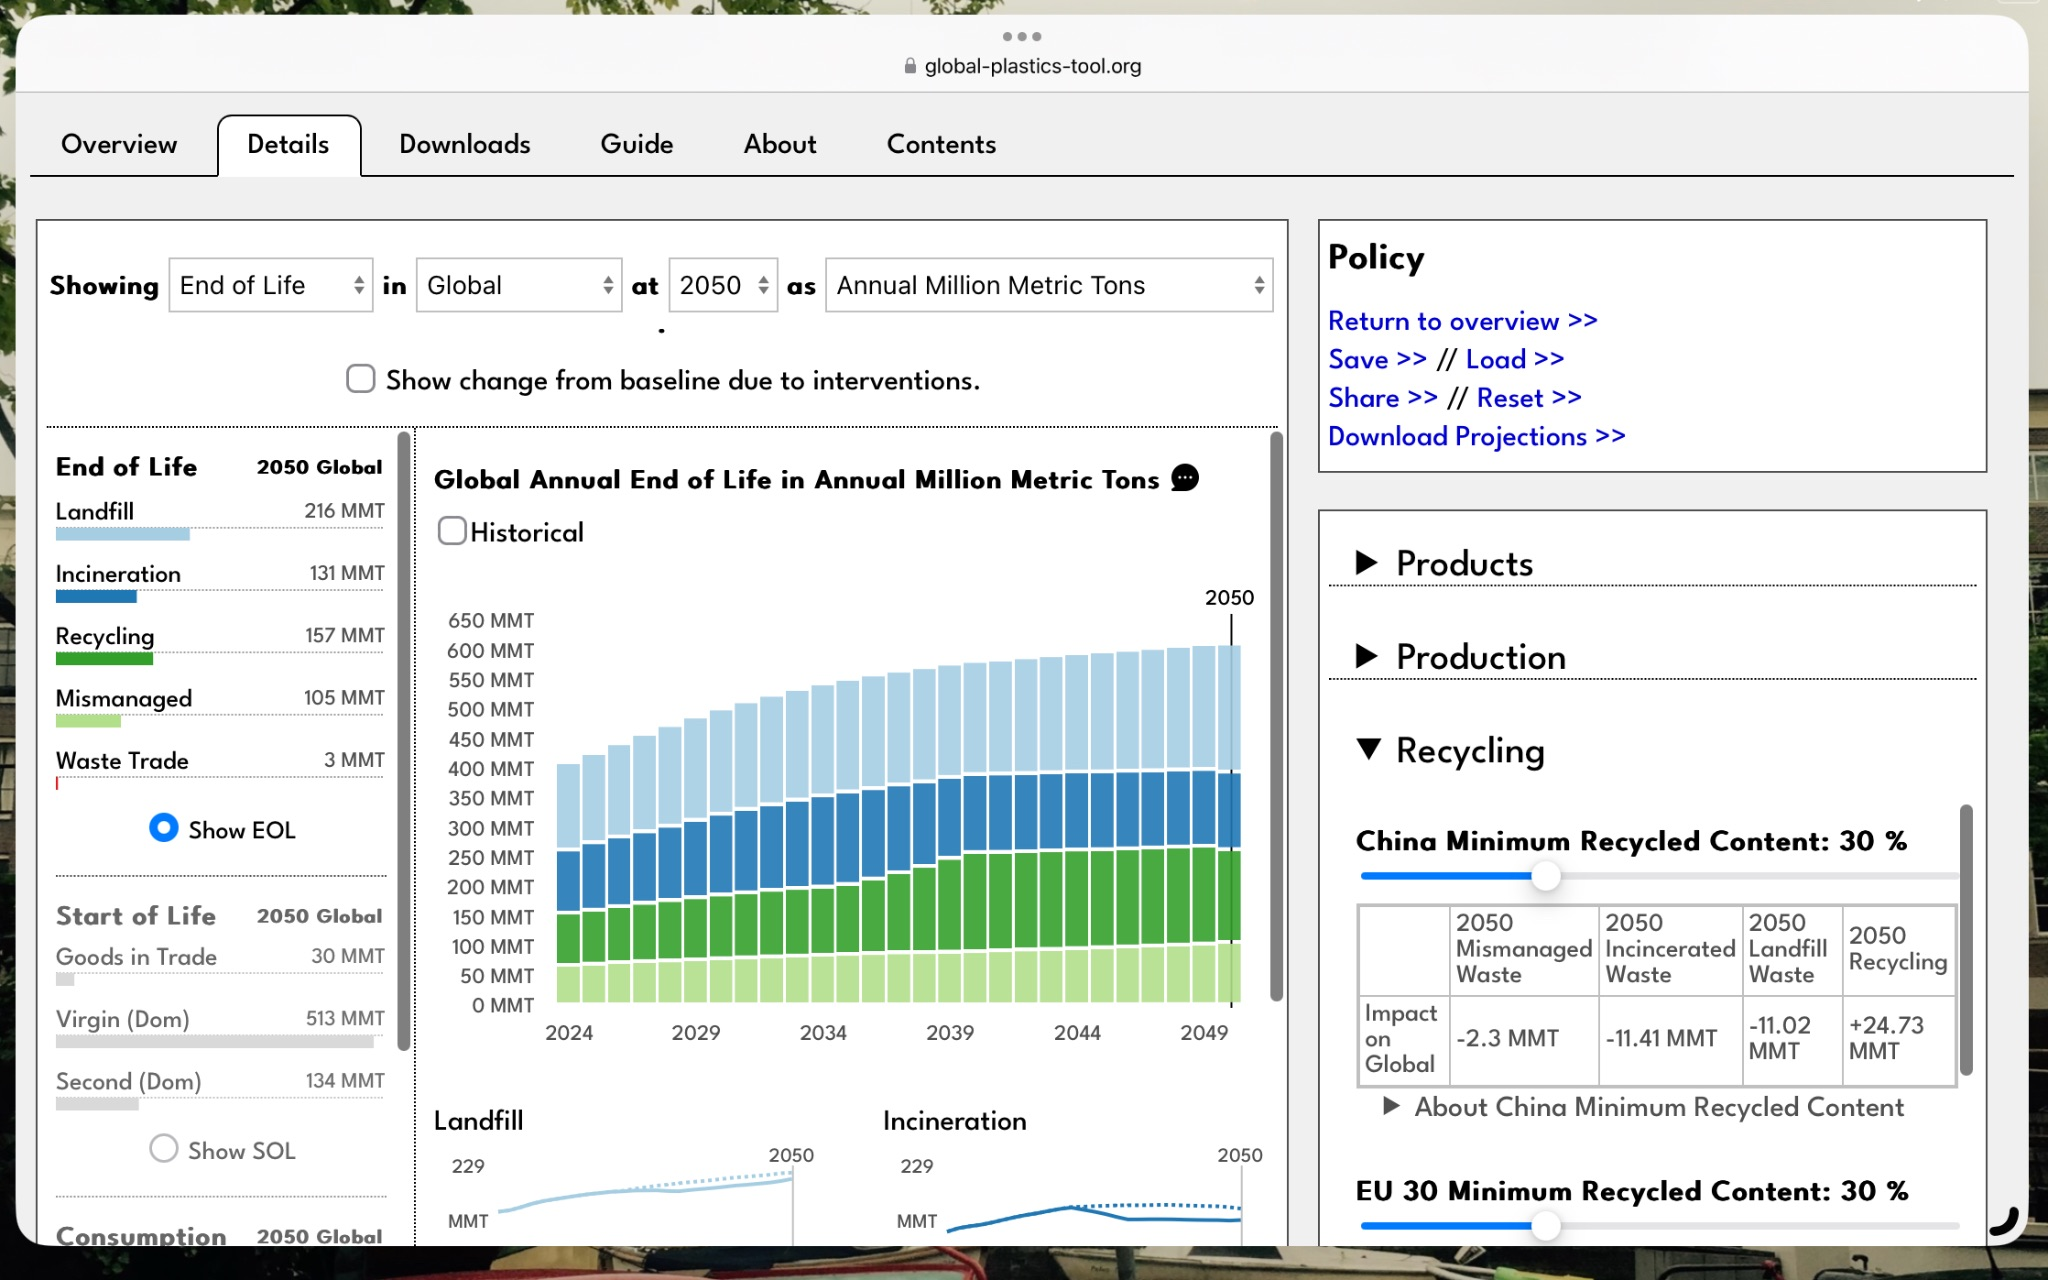 global-plastics-tool.org
Overview
Details
Downloads
Guide
About
Contents
Showing End of Life in Global at 2050 as Annual Million Metric Tons
.
Show change from baseline due to interventions.
End of Life 2050 Global
Landfill 216 MMT
Incineration 131 MMT
Recycling 157 MMT
Mismanaged 105 MMT
Waste Trade 3 MMT
Show EOL
Start of Life 2050 Global
Goods in Trade 30 MMT
Virgin (Dom) 513 MMT
Second (Dom) 134 MMT
Show SOL
Consumption 2050 Global
Global Annual End of Life in Annual Million Metric Tons
Historical
2050
650 MMT
600 MMT
550 MMT
500 MMT
450 MMT
400 MMT
350 MMT
300 MMT
250 MMT
200 MMT
150 MMT
100 MMT
50 MMT
0 MMT
2024 2029 2034 2039 2044 2049
Landfill
2050
229
MMT
Incineration
2050
229
MMT
Policy
Return to overview >>
Save >> // Load >>
Share >> // Reset >>
Download Projections >>
Products
Production
Recycling
China Minimum Recycled Content: 30 %
2050 Mismanaged Waste
2050 Incincerated Waste
2050 Landfill Waste
2050 Recycling
Impact on Global
-2.3 MMT
-11.41 MMT
-11.02 MMT
+24.73 MMT
About China Minimum Recycled Content
EU 30 Minimum Recycled Content: 30 %